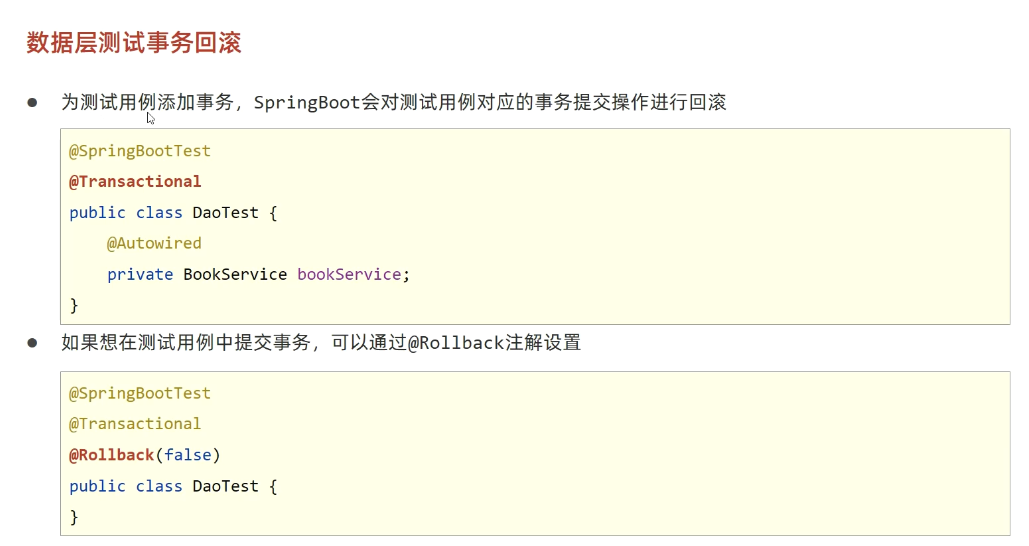 数据层测试事务回滚
● 为测试用例添加事务，SpringBoot会对测试用例对应的事务提交操作进行回滚
@SpringBootTest
@Transactional
public class DaoTest {
    @Autowired
    private BookService bookService;
}
● 如果想在测试用例中提交事务，可以通过@Rollback注解设置
@SpringBootTest
@Transactional
@Rollback(false)
public class DaoTest {
}